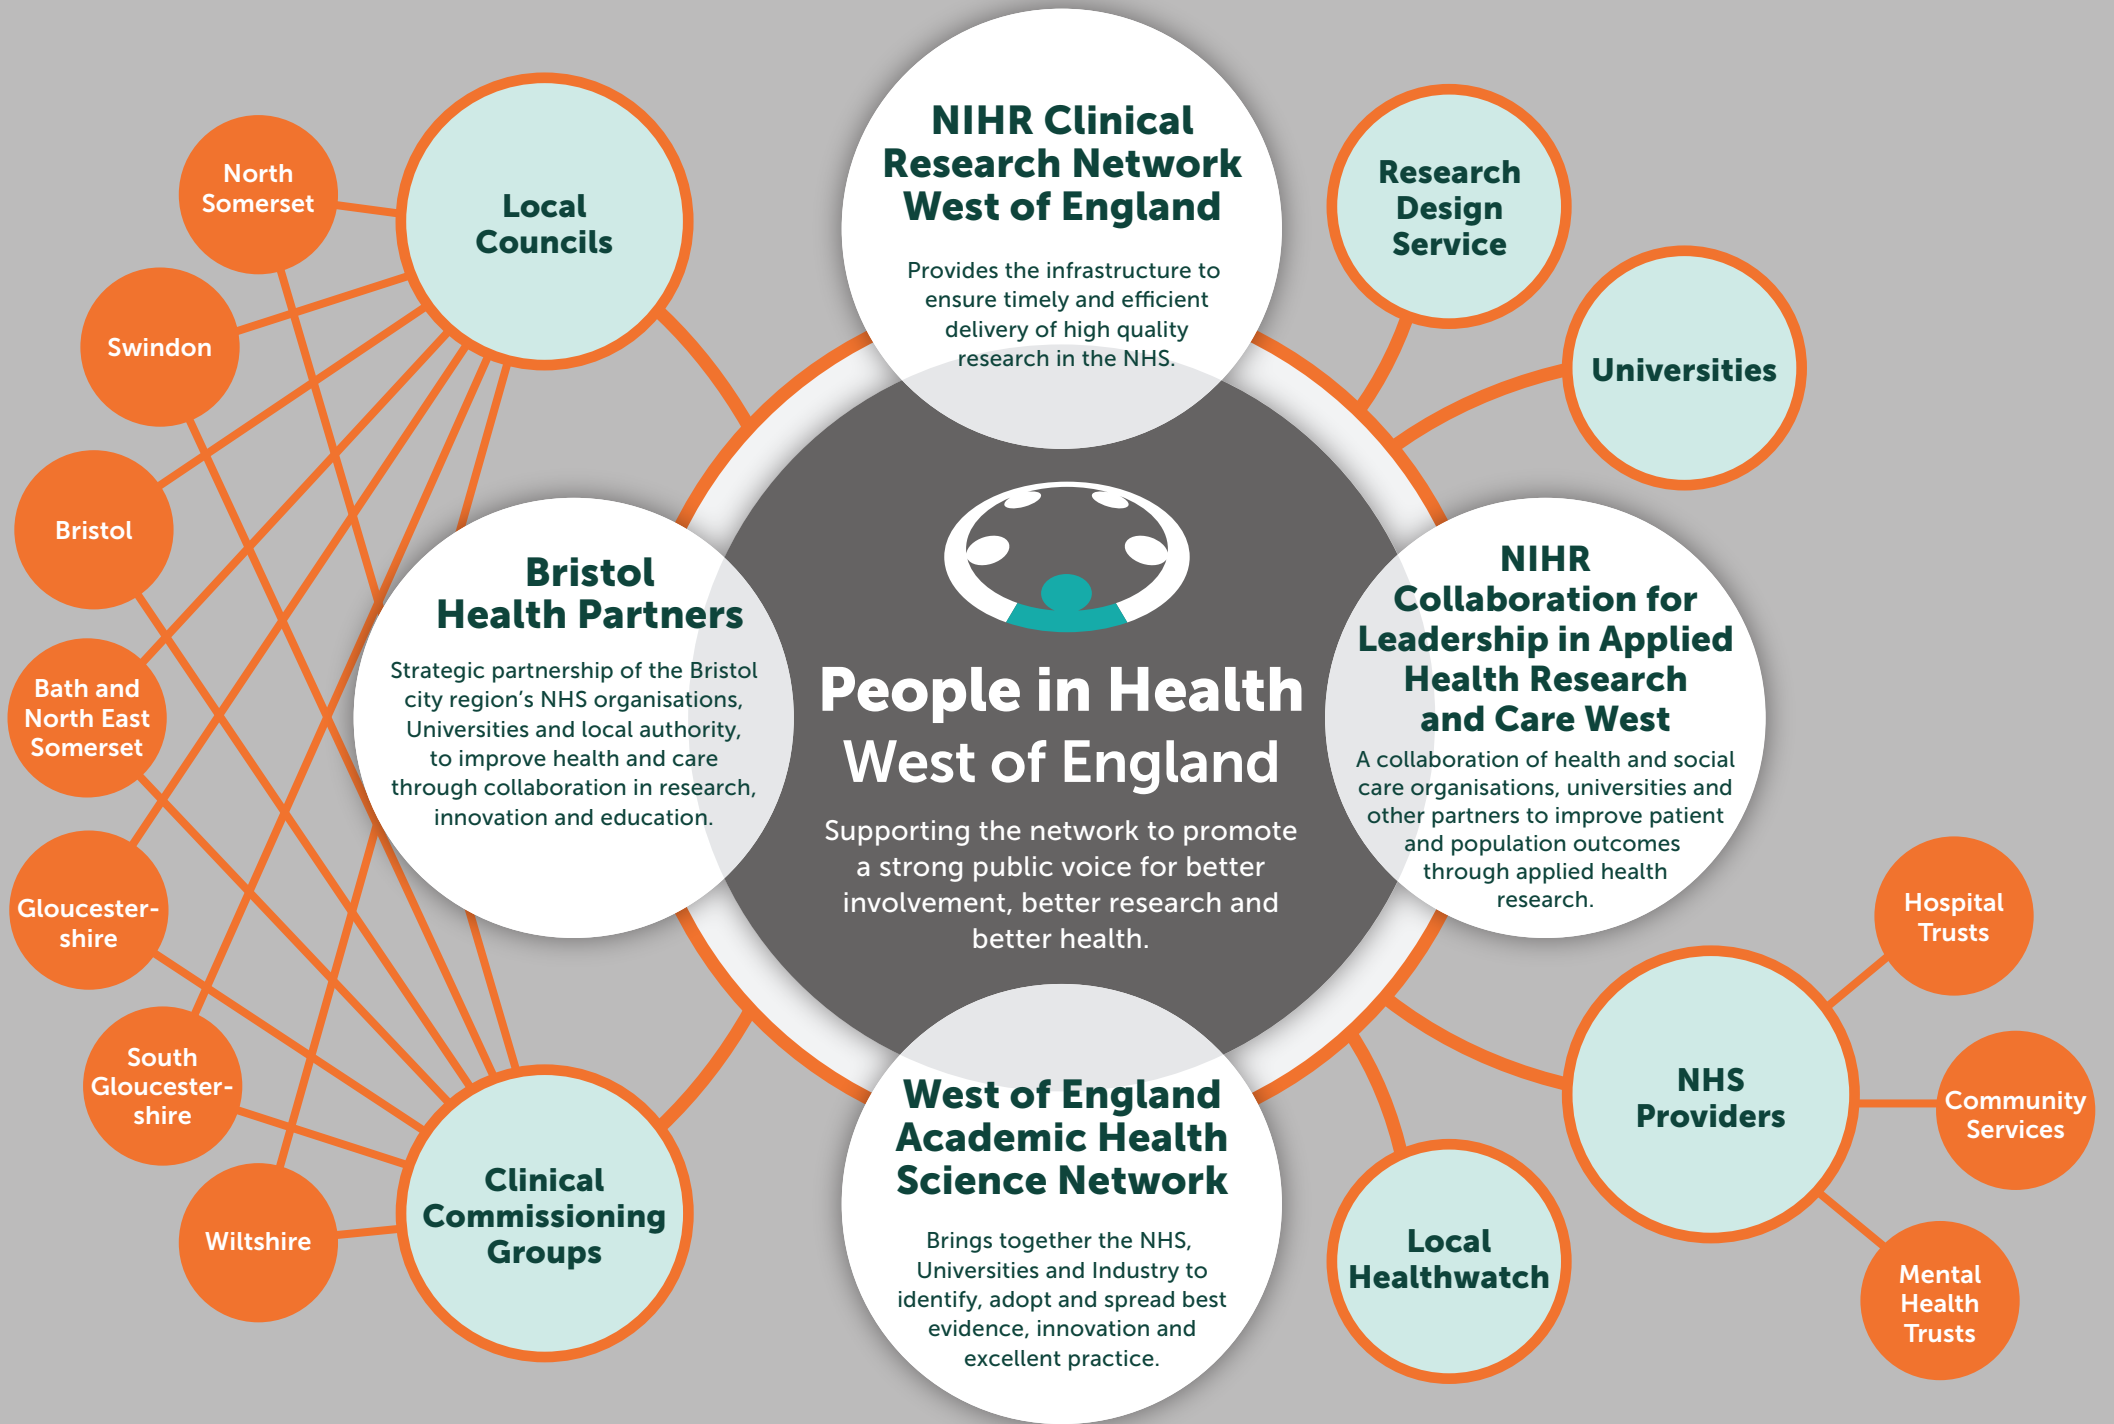 NIHR Clinical
Research Network
West of England
Provides the infrastructure to
ensure timely and efficient
delivery of high quality
research in the NHS.
Local
Councils
North
Somerset
Swindon
Bristol
Bath and
North East
Somerset
Gloucester-
shire
South
Gloucester-
shire
Wiltshire
Clinical
Commissioning
Groups
Bristol
Health Partners
Strategic partnership of the Bristol
city region's NHS organisations,
Universities and local authority,
to improve health and care
through collaboration in research,
innovation and education.
People in Health
West of England
Supporting the network to promote
a strong public voice for better
involvement, better research and
better health.
Research
Design
Service
Universities
NIHR
Collaboration for
Leadership in Applied
Health Research
and Care West
A collaboration of health and social
care organisations, universities and
other partners to improve patient
and population outcomes
through applied health
research.
West of England
Academic Health
Science Network
Brings together the NHS,
Universities and Industry to
identify, adopt and spread best
evidence, innovation and
excellent practice.
Local
Healthwatch
NHS
Providers
Hospital
Trusts
Community
Services
Mental
Health
Trusts